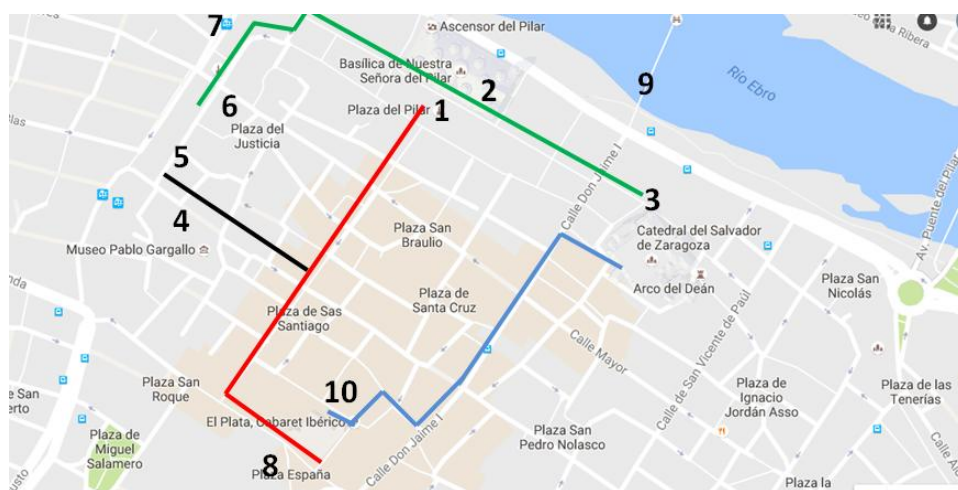 7
Ascensor del Pilar
ea Ribera
Basílica de Nuestra
Señora del Pilar
2
9
Río Ebro
6
Plaza del Pilar
1
Plaza del
Justicia
5
Calle Don Jaime I
3
4
Av. Puente del Pilar
Museo Pablo Gargallo
Plaza San
Braulio
Catedral del Salvador
de Zaragoza
Arco del Deán
Plaza San
Nicolás
Plaza de Sas
Santiago
Plaza de
Santa Cruz
Calle Mayor
Calle de San Vicente de Paúl
Plaza San
Roque
10
El Plata, Cabaret Ibérico
Plaza de
Ignacio
Jordán Asso
Plaza de las
Tenerías
de San
Plaza de
Miguel
Salamero
8
Plaza España
Calle Don Jaime I
Plaza San
Pedro Nolasco
Plaza la